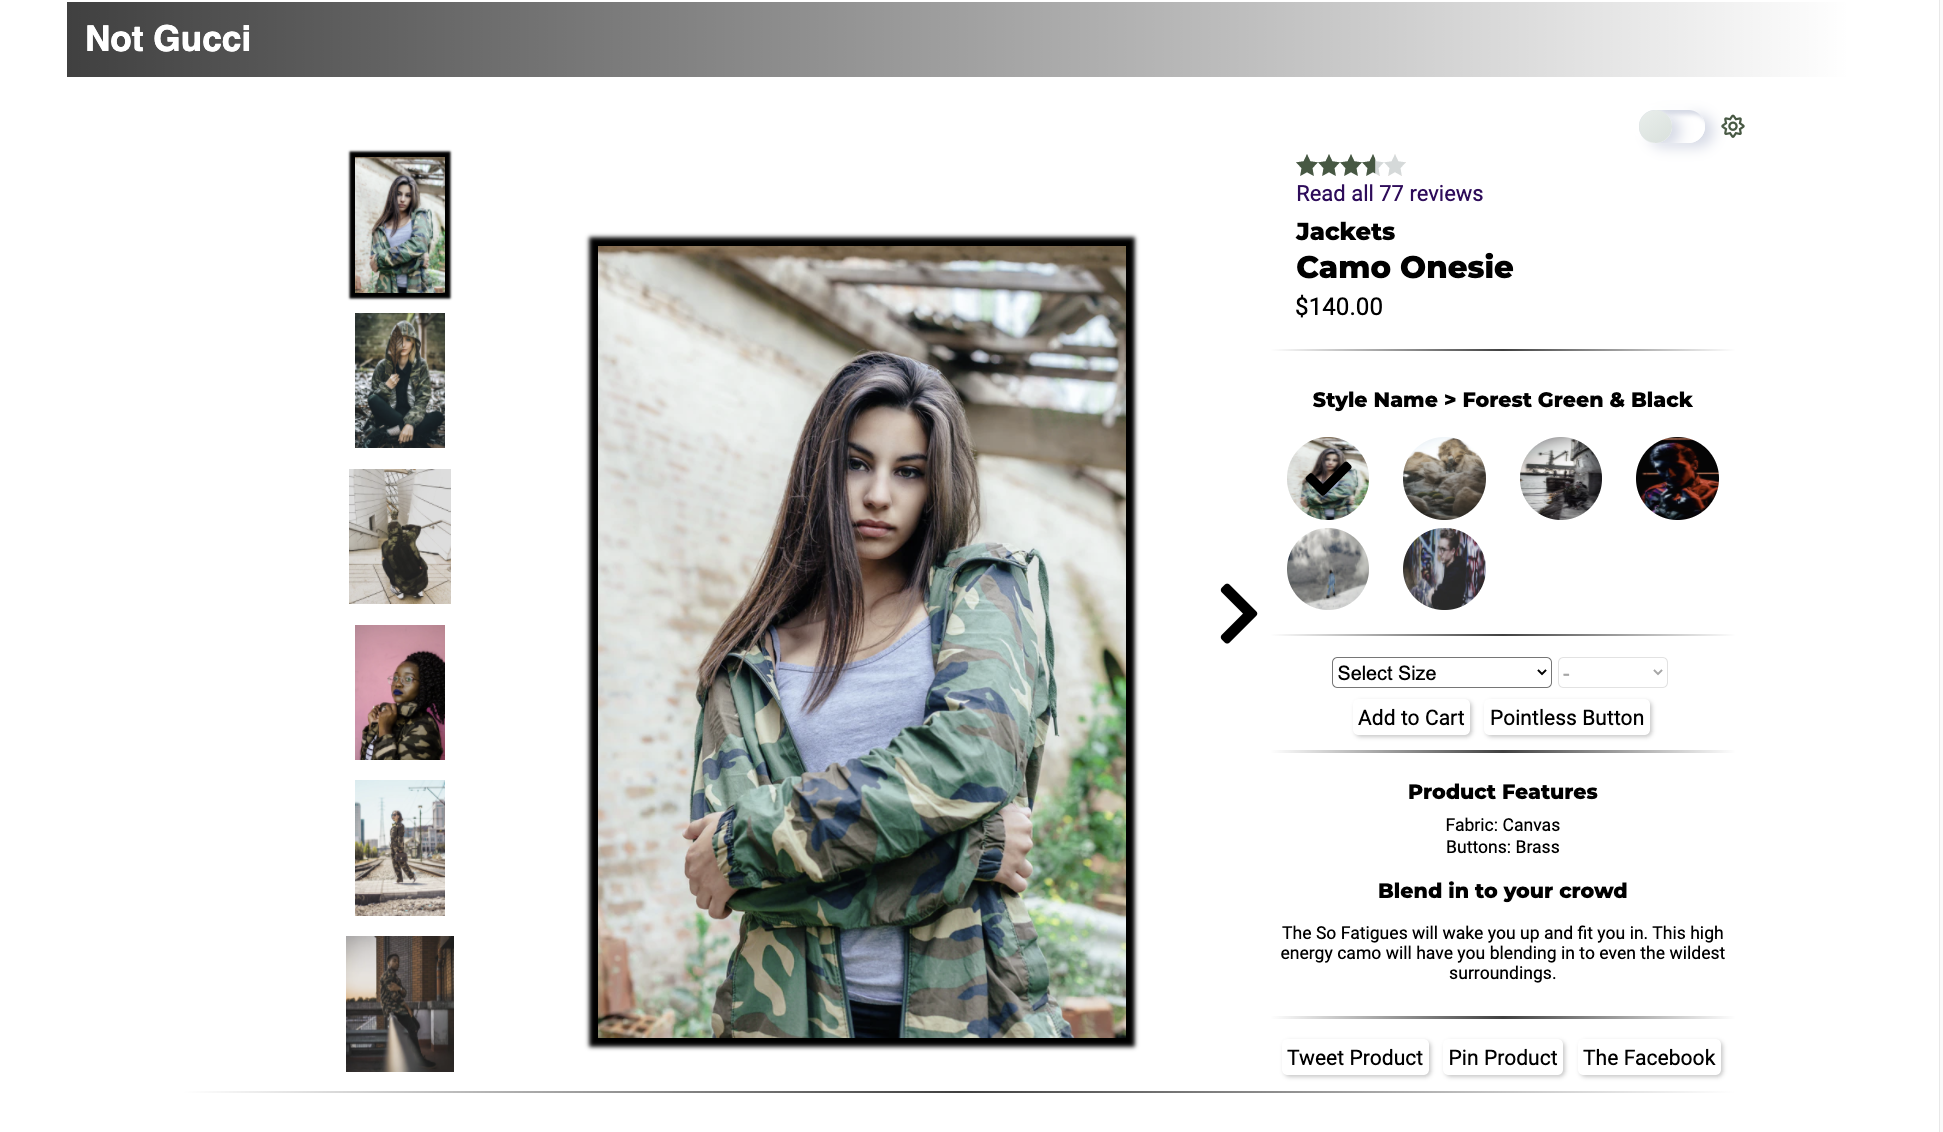 Not Gucci
Read all 77 reviews
Jackets
Camo Onesie
$140.00
Style Name > Forest Green & Black
Select Size
-
Add to Cart
Pointless Button
Product Features
Fabric: Canvas
Buttons: Brass
Blend in to your crowd
The So Fatigues will wake you up and fit you in. This high
energy camo will have you blending in to even the wildest
surroundings.
Tweet Product
Pin Product
The Facebook